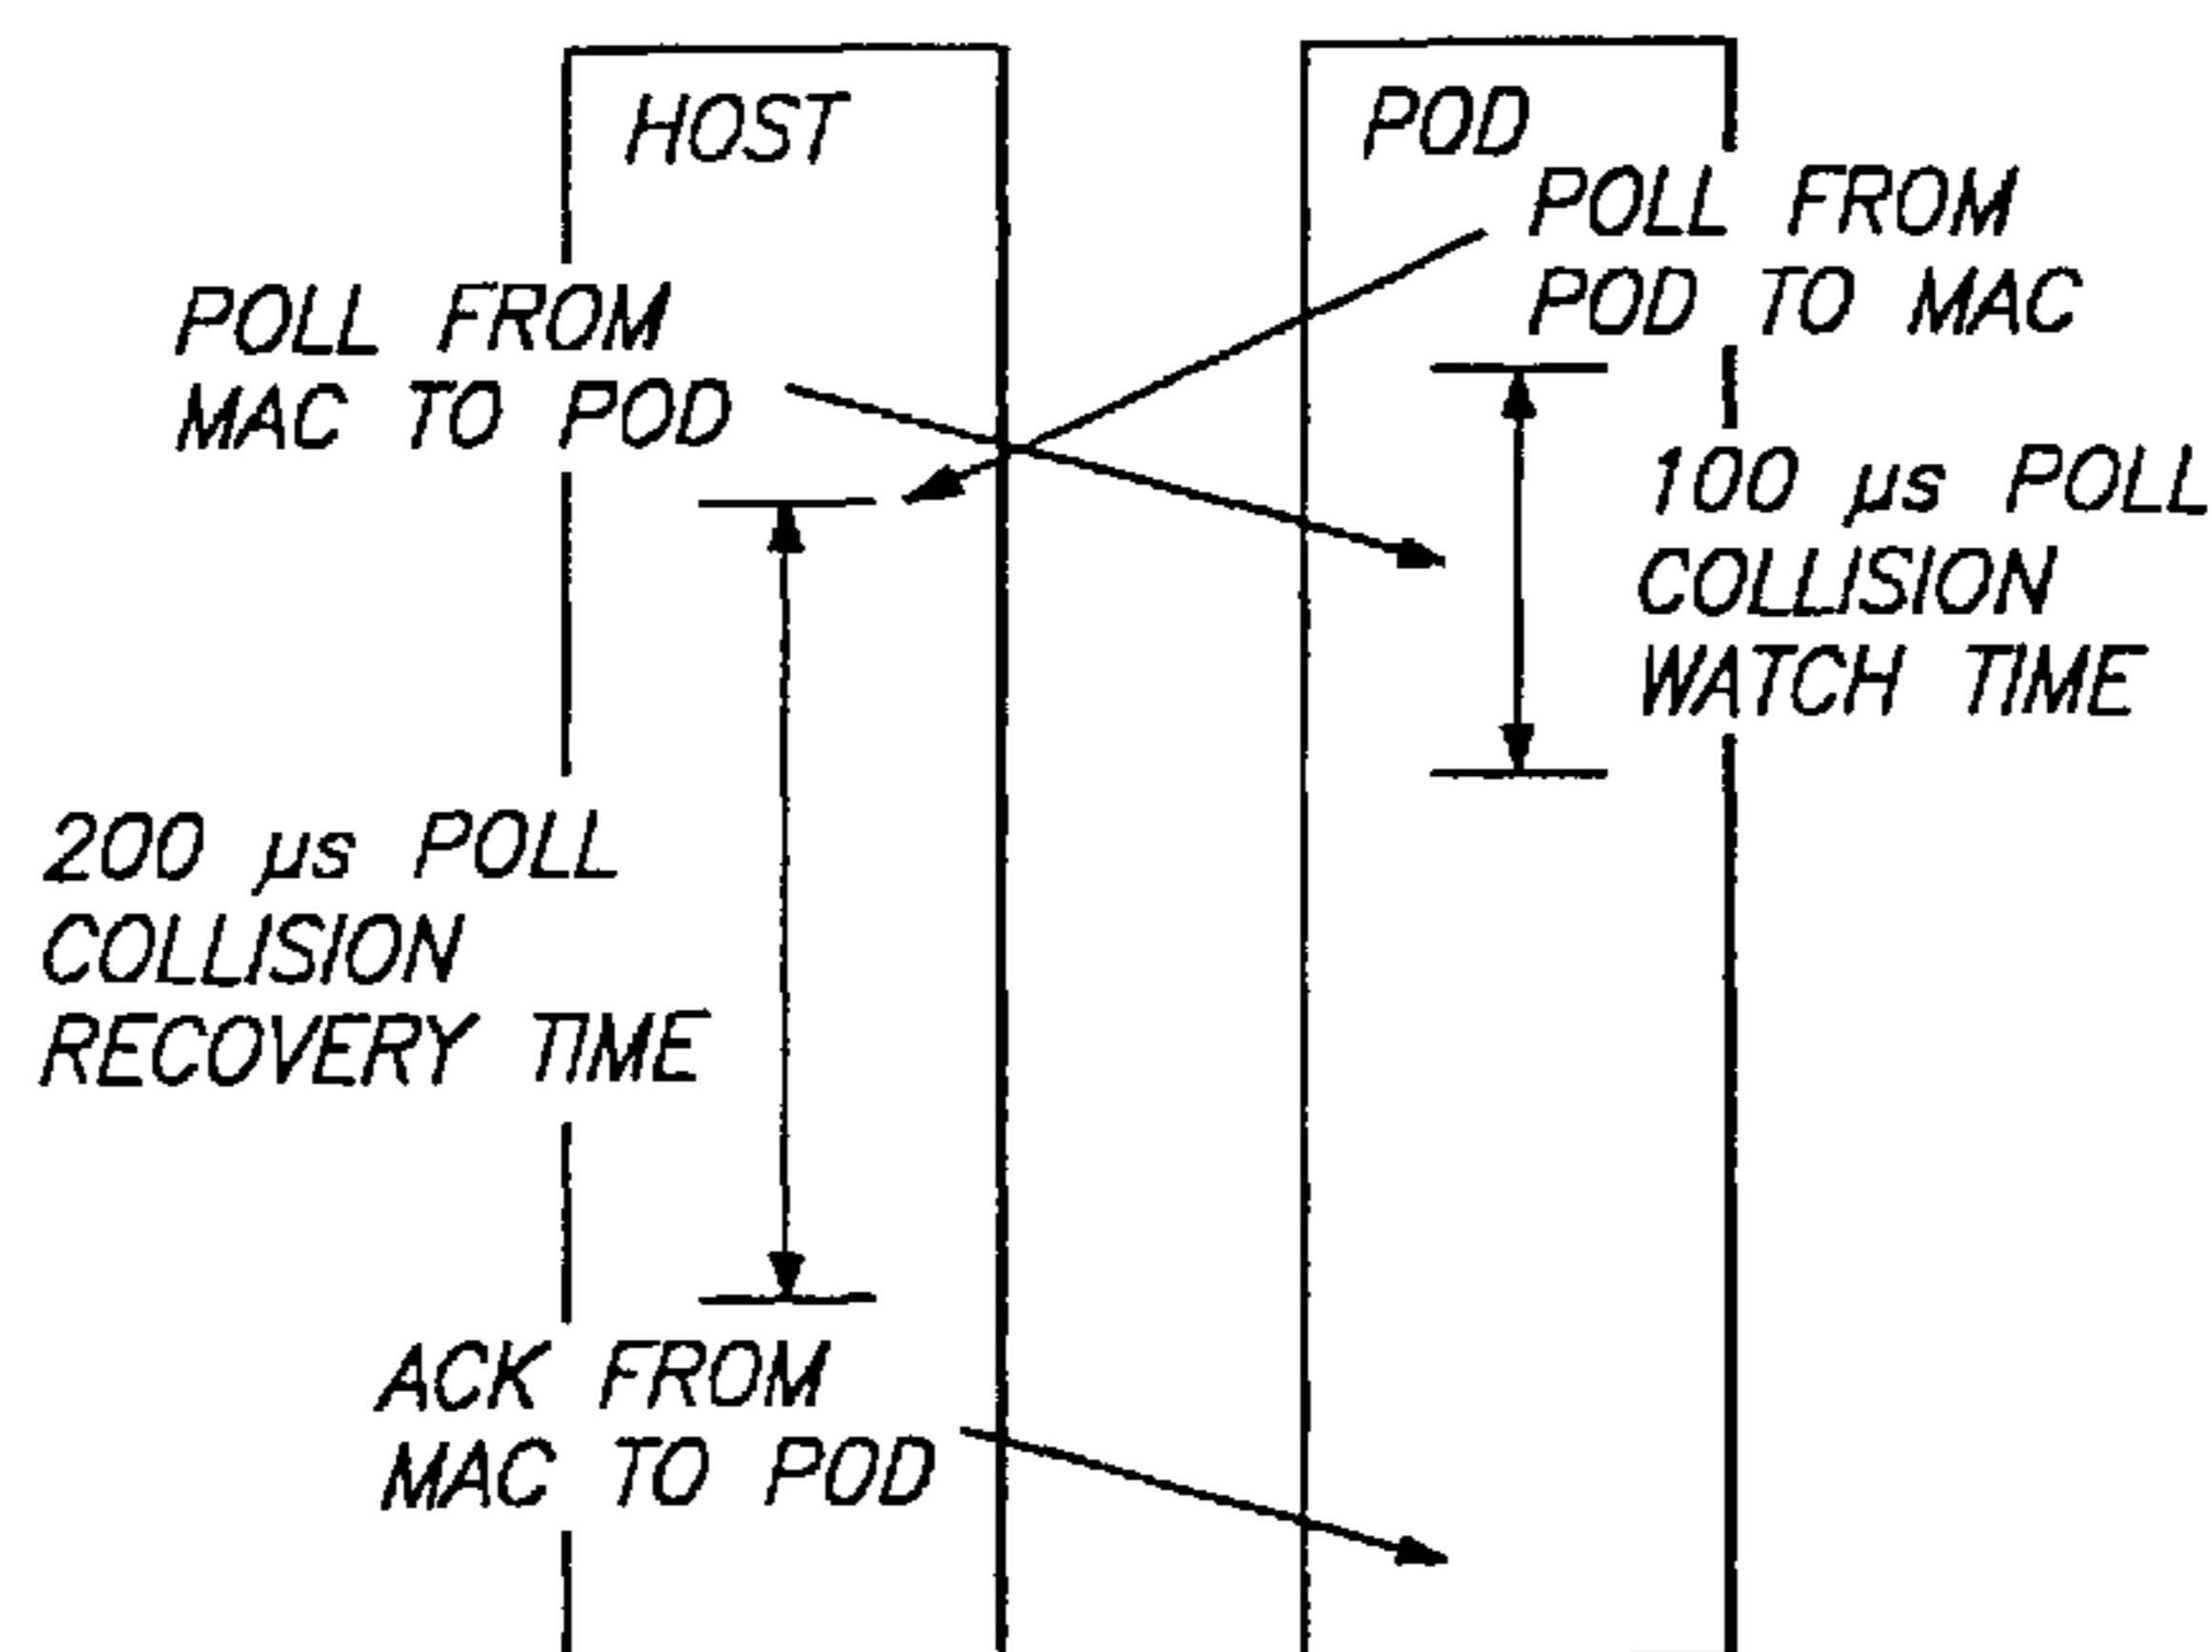 HOST
POD
POLL FROM
POD TO MAC
POLL FROM
MAC TO POD
100 µs POLL
COLLISION
WATCH TIME
200 µs POLL
COLLISION
RECOVERY TIME
ACK FROM
MAC TO POD